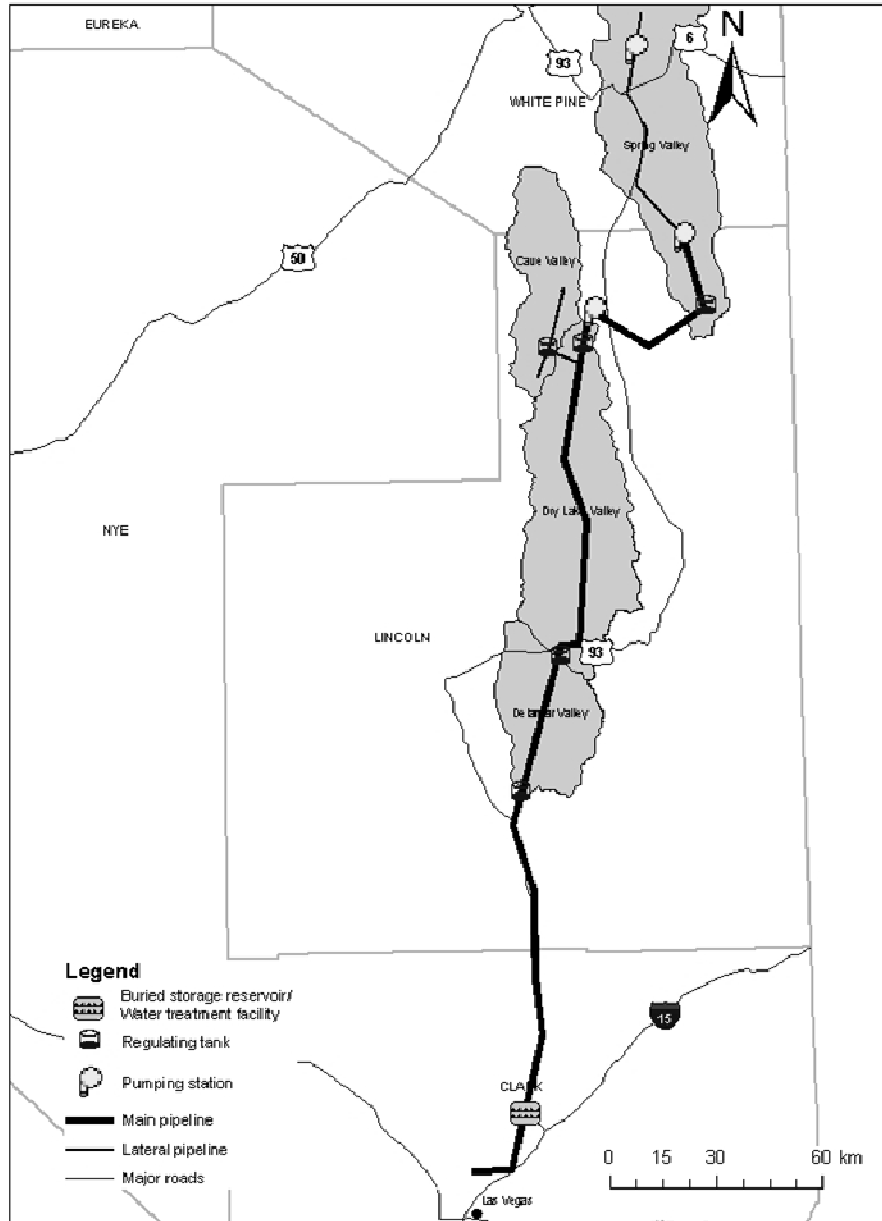 EUREKA
N
6
93
WHITE PINE
Spring Valley
50
Cave Valley
Dry Lake Valley
NYE
LINCOLN
93
Delamar Valley
Legend
Buried storage reservoir/
Water treatment facility
Regulating tank
Pumping station
Main pipeline
Lateral pipeline
Major roads
15
CLARK
0 15 30 60 km
Las Vegas